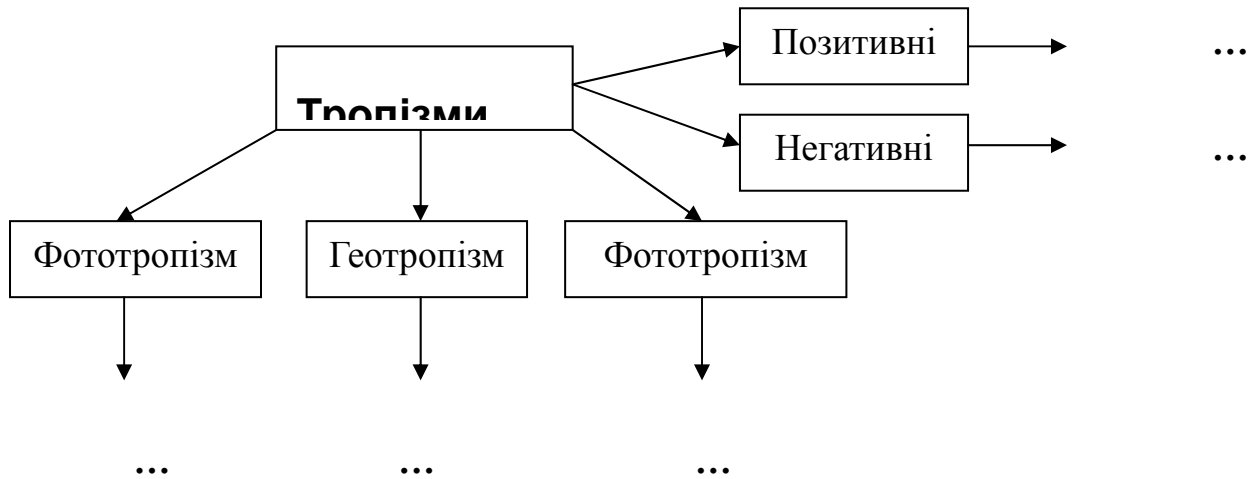 Позитивні ...
Тропізми
Негативні ...
Фототропізм Геотропізм Фототропізм
... ... ...